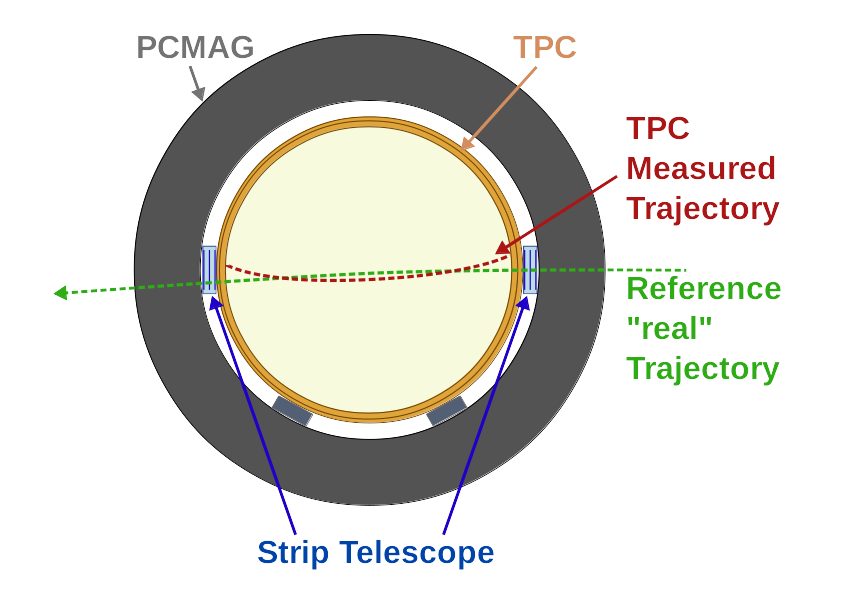 PCMAG
TPC
TPC
Measured
Trajectory
Reference
"real"
Trajectory
Strip Telescope